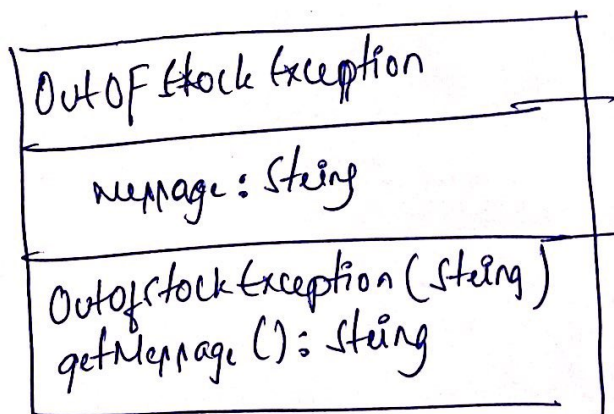 OutOfStockException
message: String
OutofstockException(String)
getMessage(): String